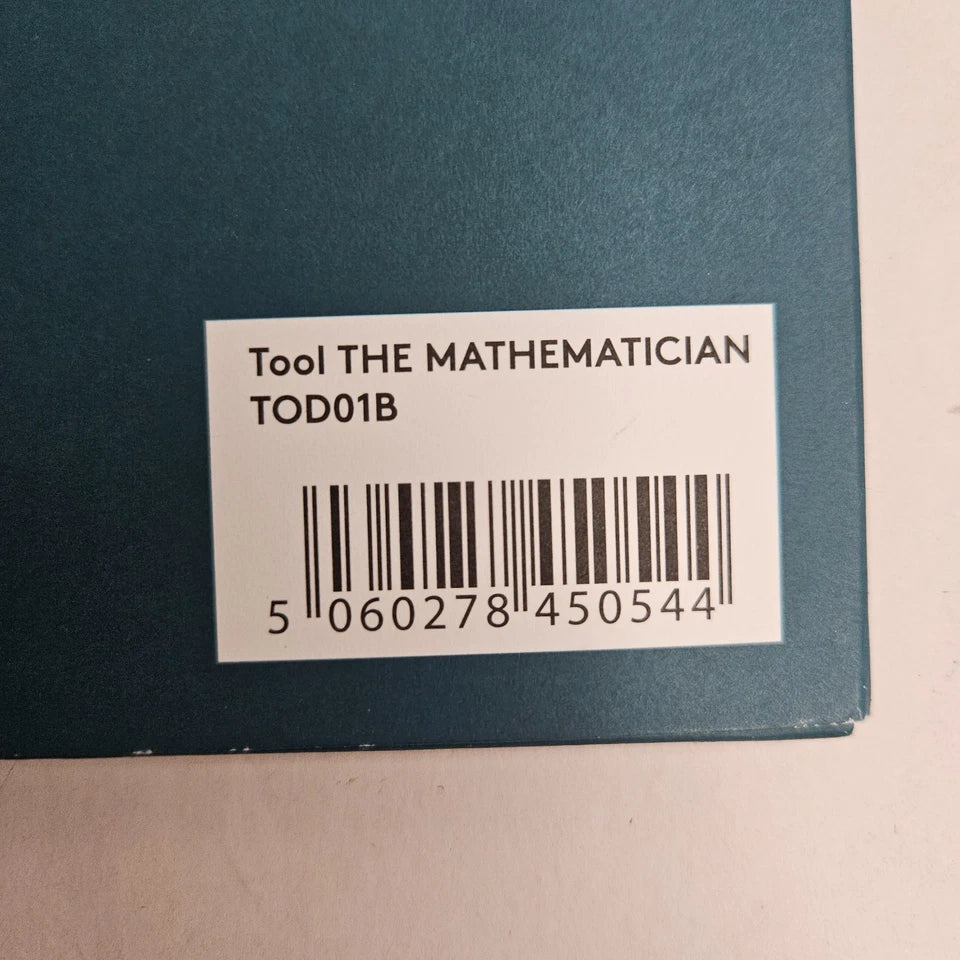 Tool THE MATHEMATICIAN
TOD01B
5 060278 450544